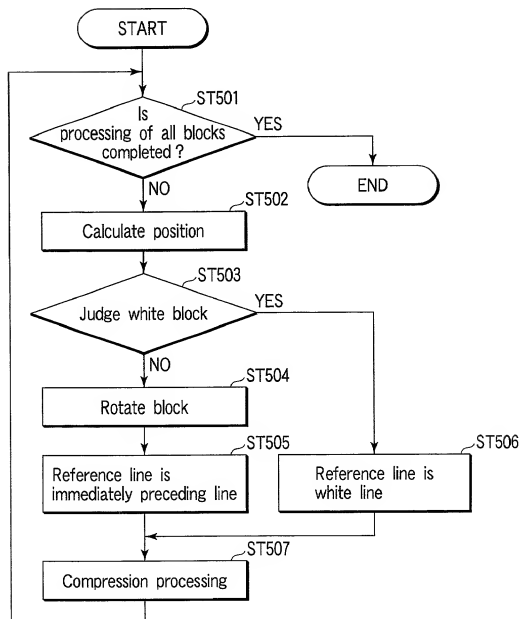 START
ST501
Is
processing of all blocks
completed ?
YES
NO
END
ST502
Calculate position
ST503
Judge white block
YES
NO
ST504
Rotate block
ST505
Reference line is
immediately preceding line
ST506
Reference line is
white line
ST507
Compression processing